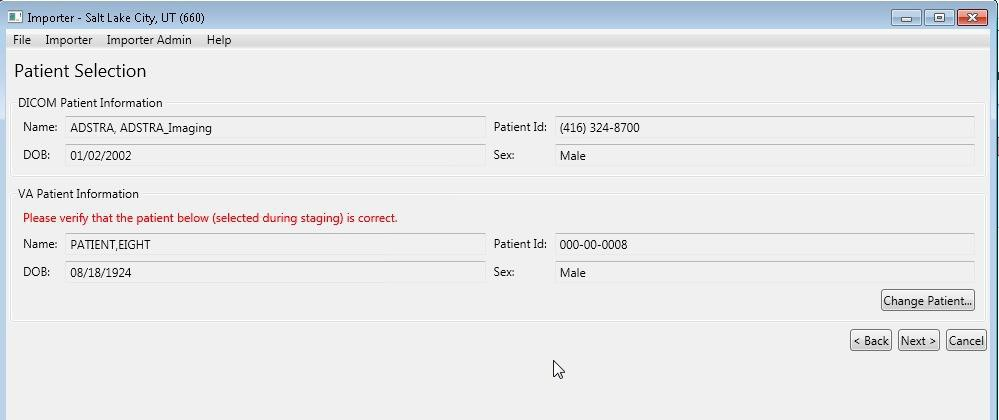 Importer - Salt Lake City, UT (660)
File Importer Importer Admin Help
Patient Selection
DICOM Patient Information
Name: ADSTRA, ADSTRA_Imaging Patient Id: (416) 324-8700
DOB: 01/02/2002 Sex: Male
VA Patient Information
Please verify that the patient below (selected during staging) is correct.
Name: PATIENT,EIGHT Patient Id: 000-00-0008
DOB: 08/18/1924 Sex: Male
Change Patient...
< Back Next > Cancel